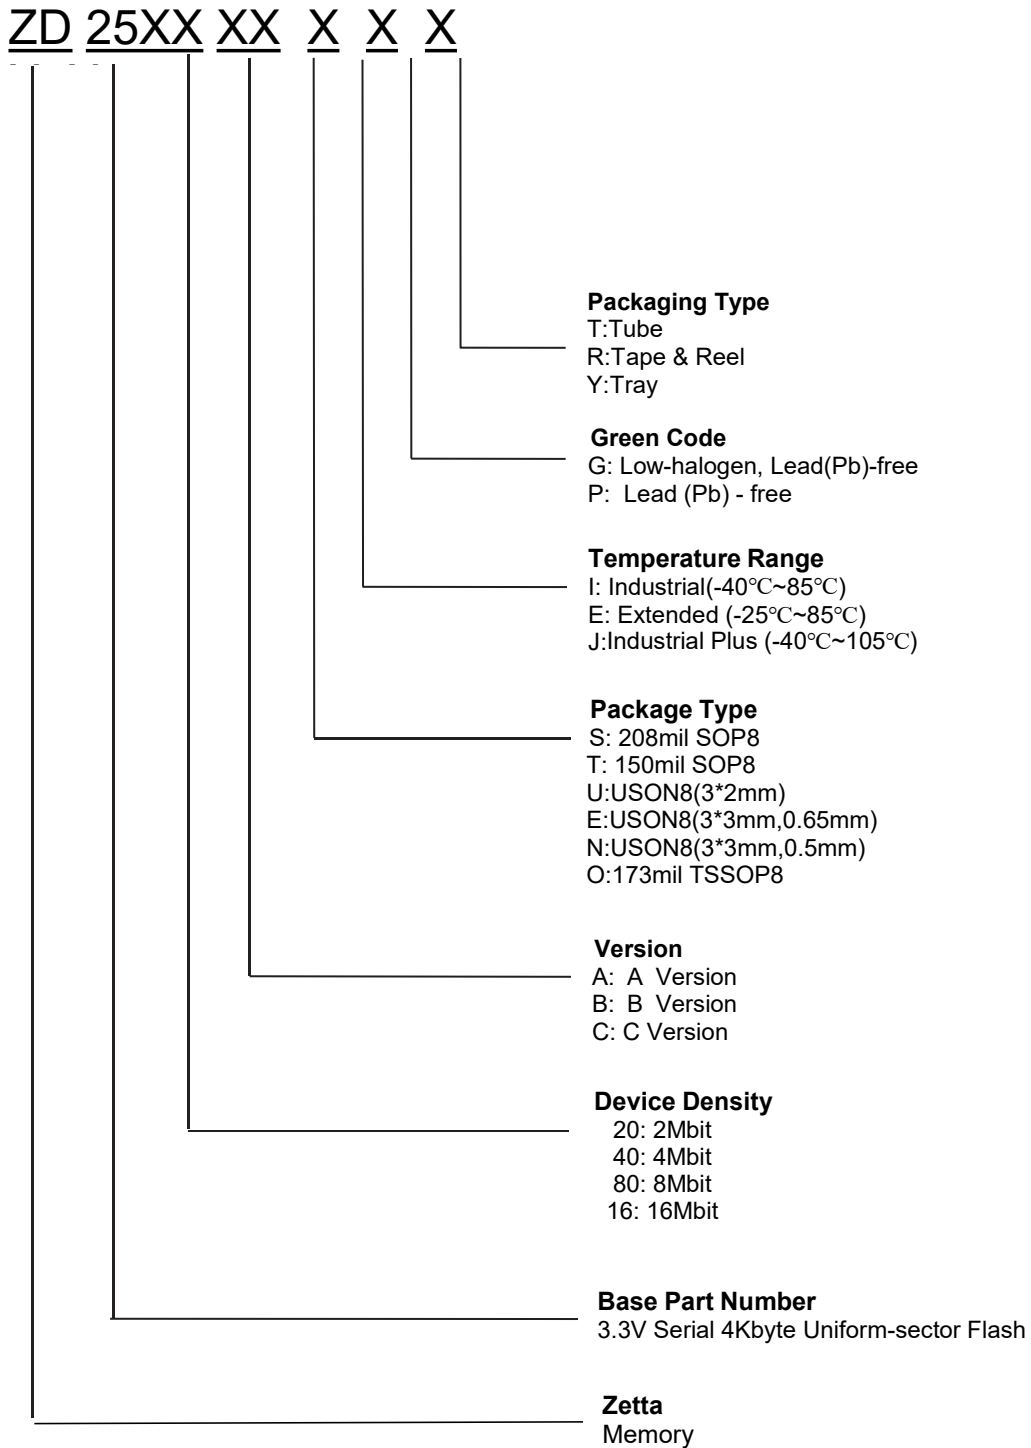 ZD 25XX XX X X X
Packaging Type
T:Tube
R:Tape & Reel
Y:Tray
Green Code
G: Low-halogen, Lead(Pb)-free
P:  Lead (Pb) - free
Temperature Range
I: Industrial(-40℃~85℃)
E: Extended (-25℃~85℃)
J:Industrial Plus (-40℃~105℃)
Package Type
S: 208mil SOP8
T: 150mil SOP8
U:USON8(3*2mm)
E:USON8(3*3mm,0.65mm)
N:USON8(3*3mm,0.5mm)
O:173mil TSSOP8
Version
A:  A  Version
B:  B  Version
C: C Version
Device Density
20: 2Mbit
40: 4Mbit
80: 8Mbit
16: 16Mbit
Base Part Number
3.3V Serial 4Kbyte Uniform-sector Flash
Zetta
Memory